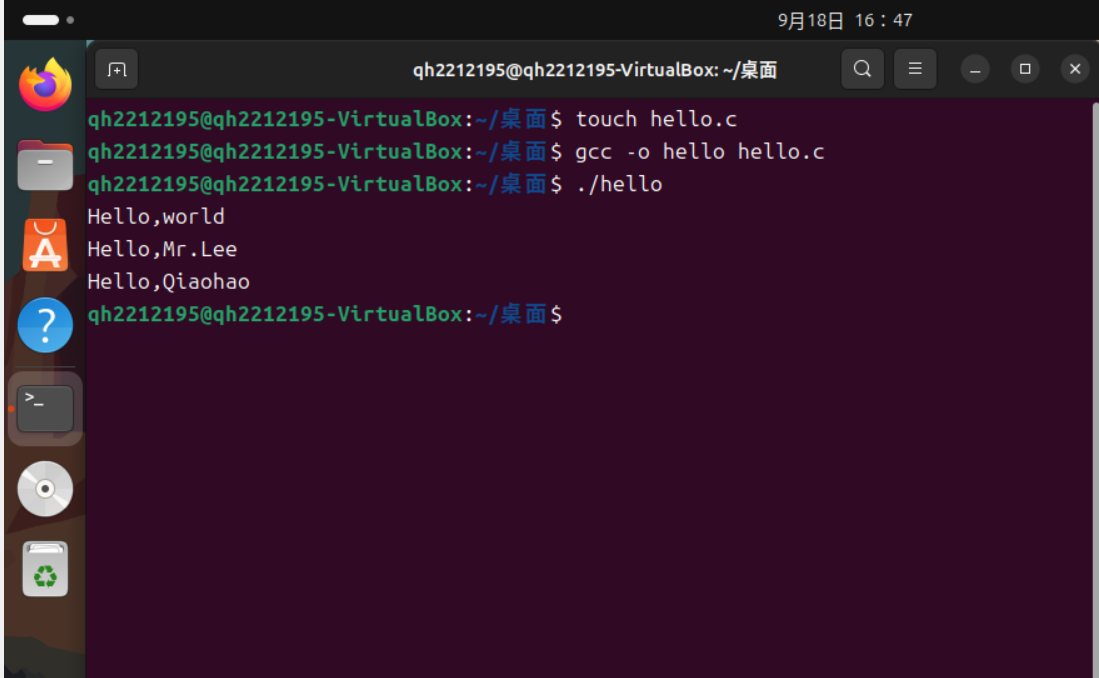 9月18日 16：47
qh2212195@qh2212195-VirtualBox: ~/桌面
qh2212195@qh2212195-VirtualBox:~/桌面$ touch hello.c
qh2212195@qh2212195-VirtualBox:~/桌面$ gcc -o hello hello.c
qh2212195@qh2212195-VirtualBox:~/桌面$ ./hello
Hello,world
Hello,Mr.Lee
Hello,Qiaohao
qh2212195@qh2212195-VirtualBox:~/桌面$